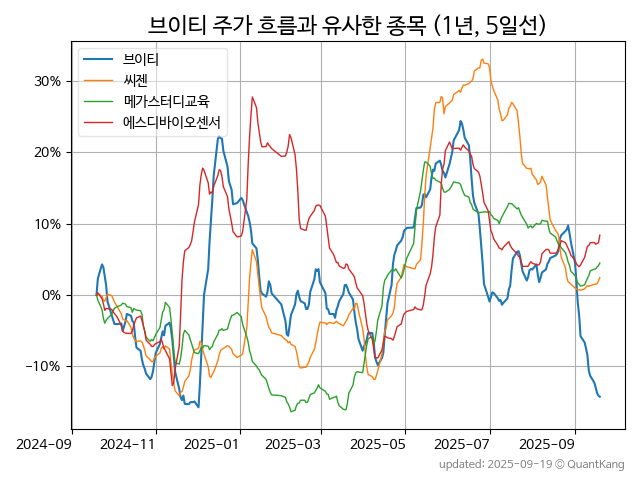 브이티 주가 흐름과 유사한 종목 (1년, 5일선)
브이티
씨젠
메가스터디교육
에스디바이오센서
30%
20%
10%
0%
−10%
2024-09 2024-11 2025-01 2025-03 2025-05 2025-07 2025-09
updated: 2025-09-19 © QuantKang